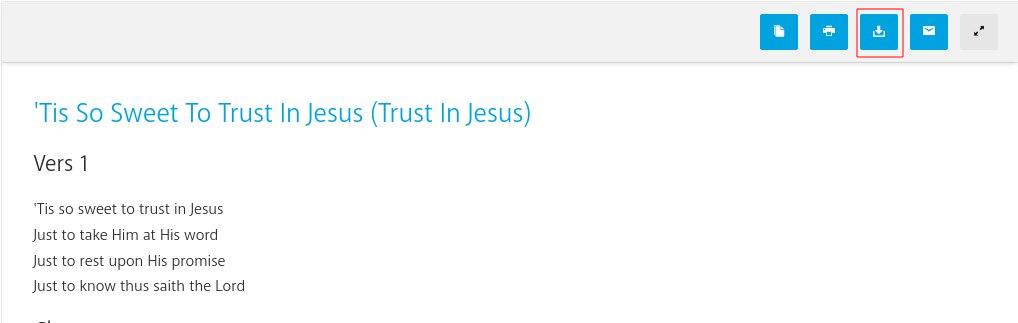 'Tis So Sweet To Trust In Jesus (Trust In Jesus)
Vers 1
'Tis so sweet to trust in Jesus
Just to take Him at His word
Just to rest upon His promise
Just to know thus saith the Lord